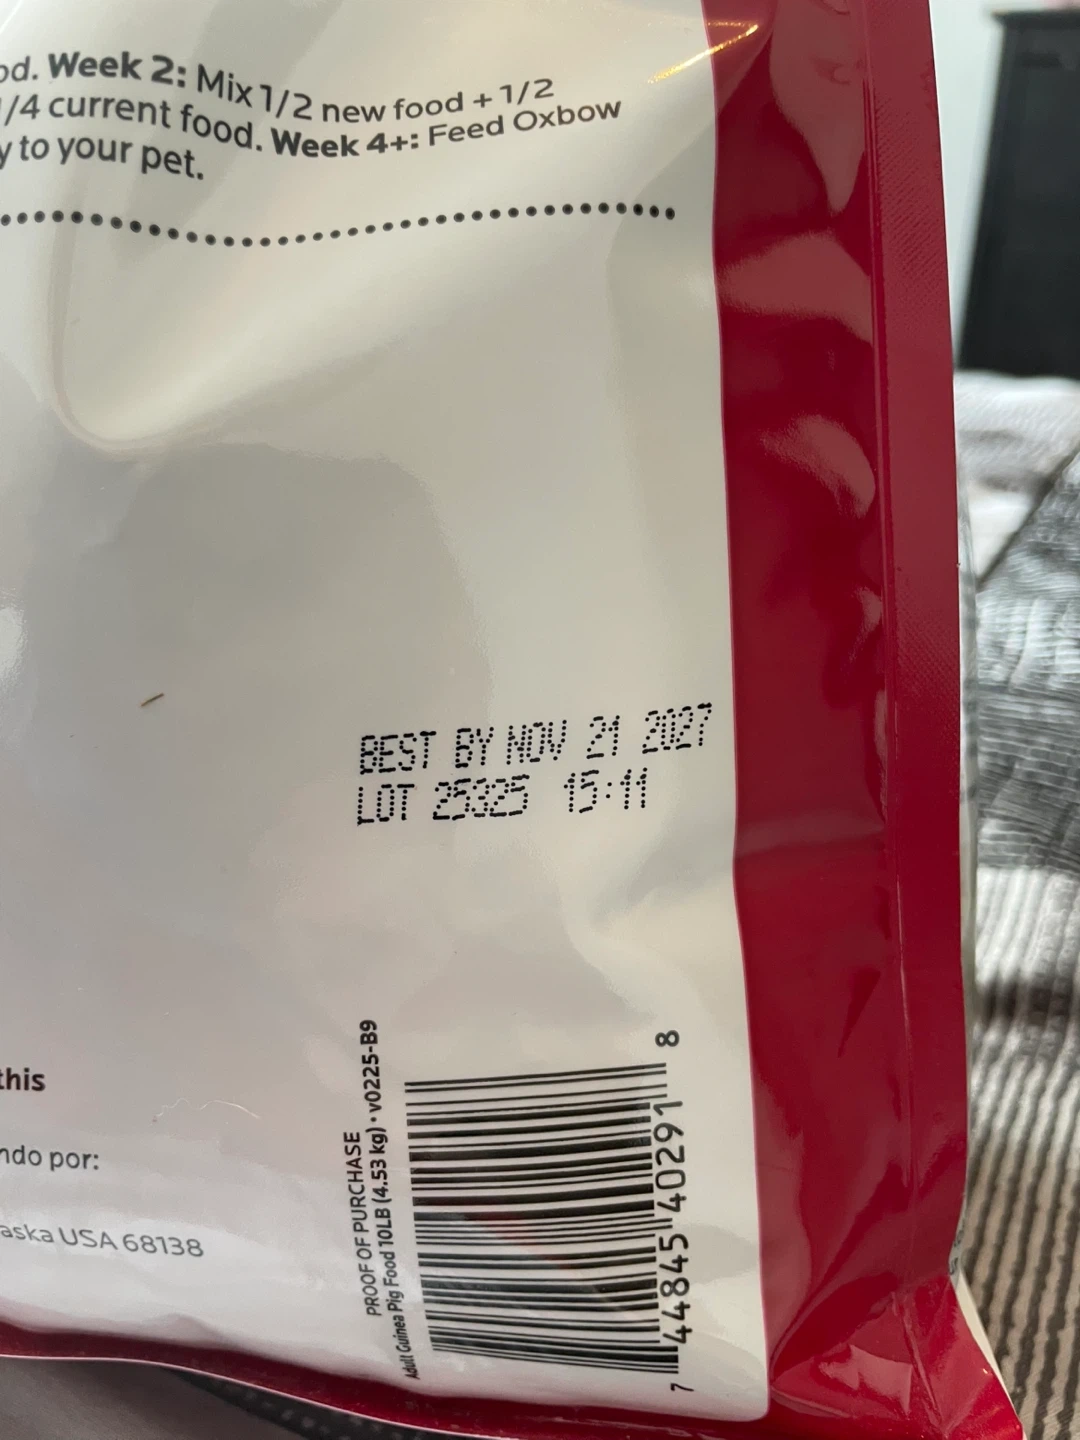 od. Week 2: Mix 1/2 new food + 1/2
1/4 current food. Week 4+: Feed Oxbow
y to your pet.
BEST BY NOV 21 2027
LOT 25325 15:11
this
ndo por:
aska USA 68138
PROOF OF PURCHASE
Adult Guinea Pig Food 10LB (4.53 kg) • v0225-B9
7 44845 40291 8